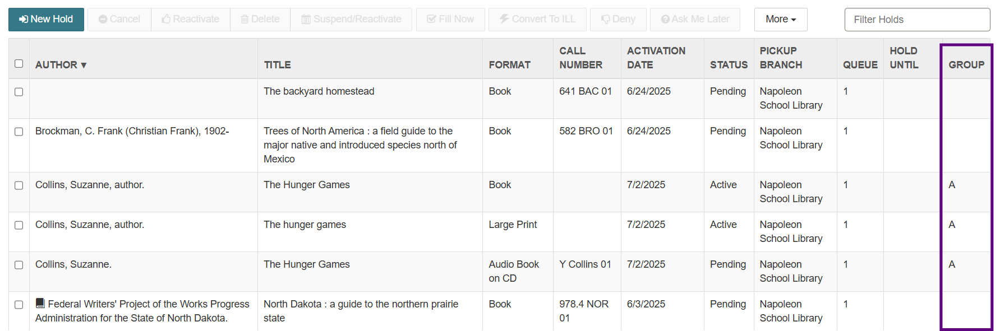 New Hold Cancel Reactivate Delete Suspend/Reactivate Fill Now Convert To ILL Deny Ask Me Later More Filter Holds
AUTHOR ▼ TITLE FORMAT CALL NUMBER ACTIVATION DATE STATUS PICKUP BRANCH QUEUE HOLD UNTIL GROUP
The backyard homestead Book 641 BAC 01 6/24/2025 Pending Napoleon 1
School Library
Brockman, C. Frank (Christian Frank), 1902- Trees of North America : a field guide to the Book 582 BRO 01 6/24/2025 Pending Napoleon 1
major native and introduced species north of School Library
Mexico
Collins, Suzanne, author. The Hunger Games Book 7/2/2025 Active Napoleon 1 A
School Library
Collins, Suzanne, author. The hunger games Large Print 7/2/2025 Active Napoleon 1 A
School Library
Collins, Suzanne. The Hunger Games Audio Book Y Collins 01 7/2/2025 Pending Napoleon 1 A
on CD School Library
Federal Writers' Project of the Works Progress North Dakota : a guide to the northern prairie Book 978.4 NOR 6/3/2025 Pending Napoleon 1
Administration for the State of North Dakota. state 01 School Library